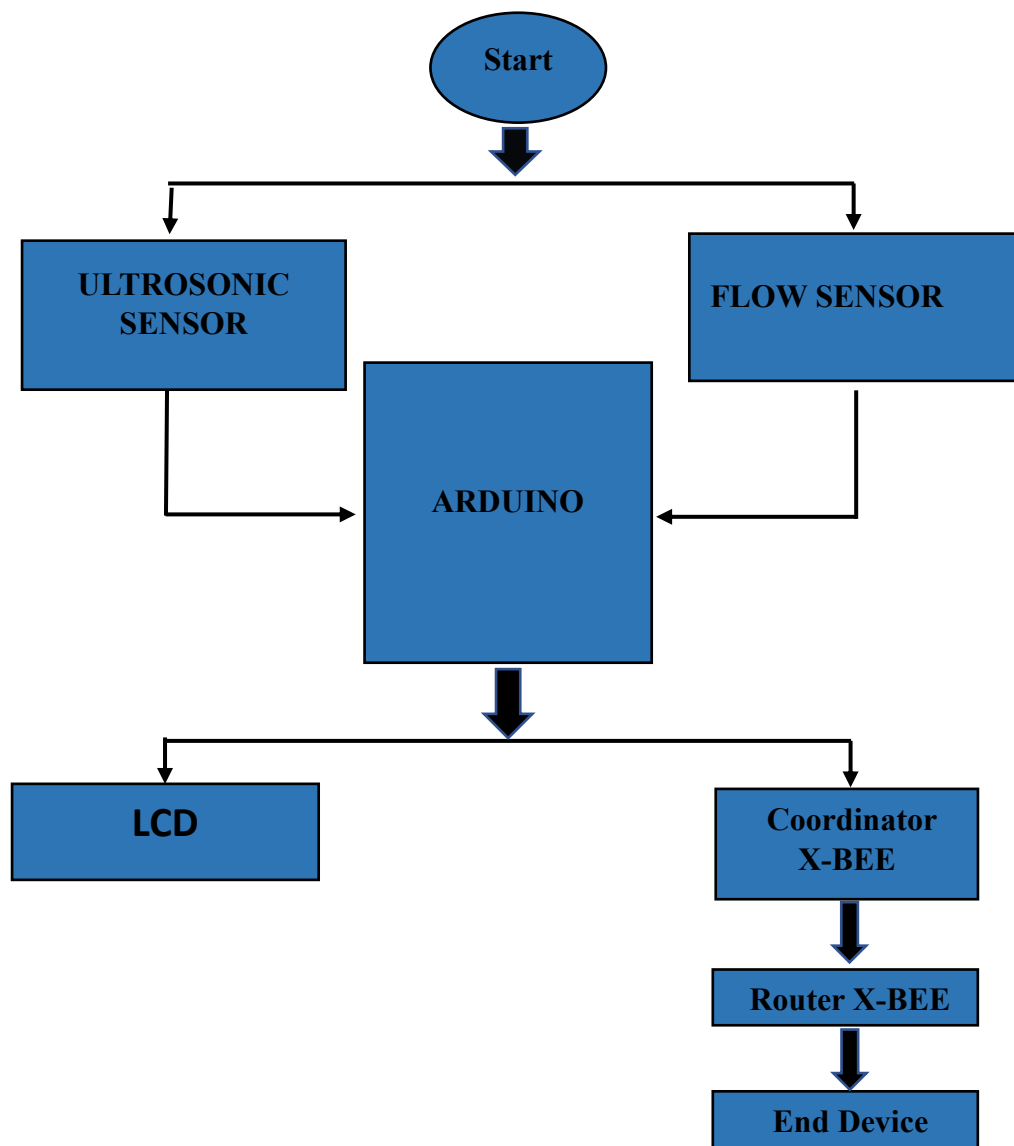 Start
ULTROSONIC
SENSOR
FLOW SENSOR
ARDUINO
LCD
Coordinator
X-BEE
Router X-BEE
End Device